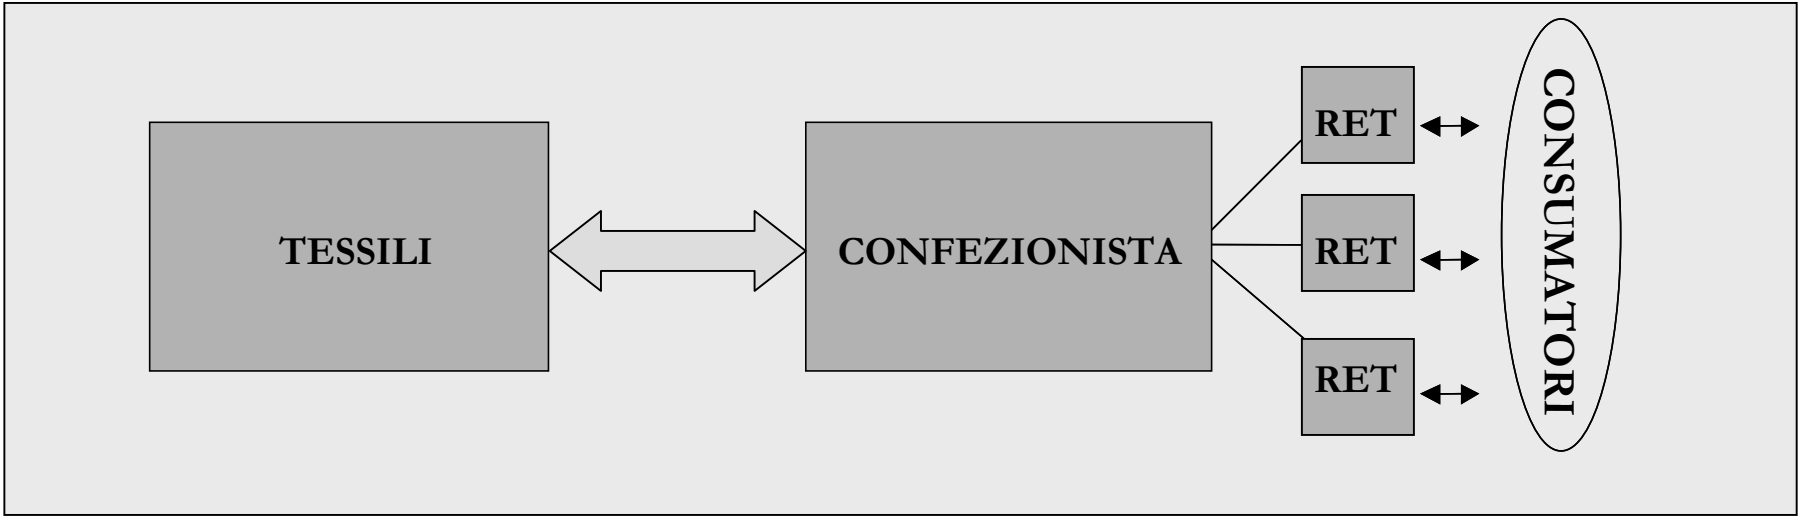 TESSILI
CONFEZIONISTA
RET
RET
RET
CONSUMATORI